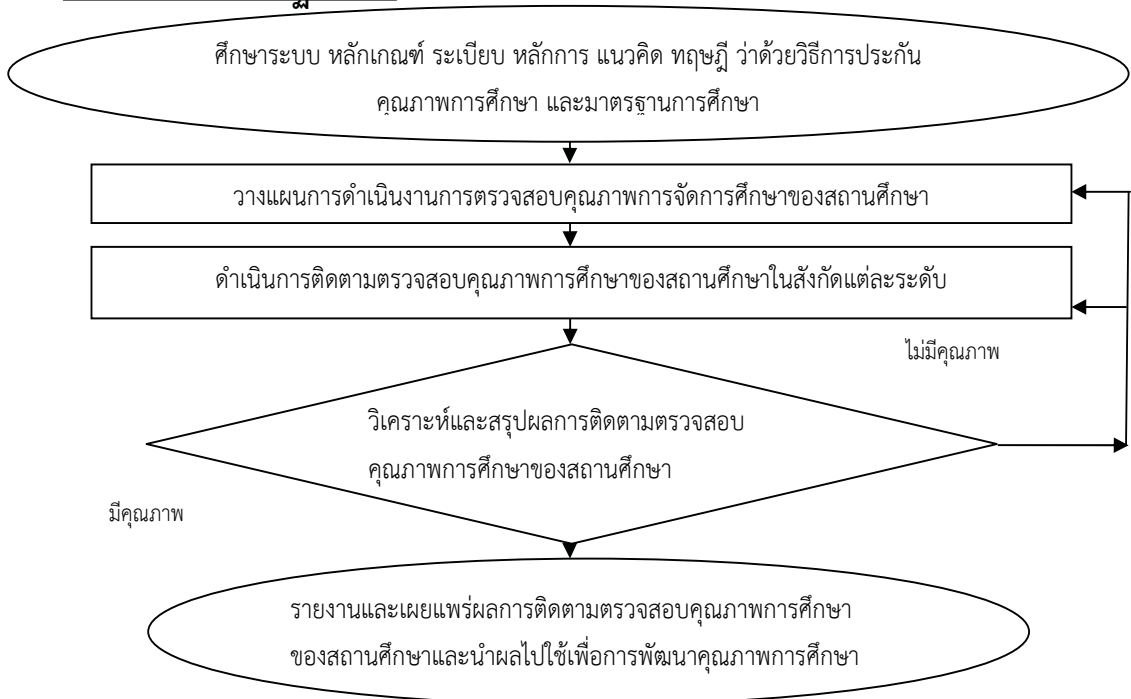 ศึกษาระบบ หลักเกณฑ์ ระเบียบ หลักการ แนวคิด ทฤษฎี ว่าด้วยวิธีการประกัน
คุณภาพการศึกษา และมาตรฐานการศึกษา
วางแผนการดำเนินงานการตรวจสอบคุณภาพการจัดการศึกษาของสถานศึกษา
ดำเนินการติดตามตรวจสอบคุณภาพการศึกษาของสถานศึกษาในสังกัดแต่ละระดับ
ไม่มีคุณภาพ
วิเคราะห์และสรุปผลการติดตามตรวจสอบ
คุณภาพการศึกษาของสถานศึกษา
มีคุณภาพ
รายงานและเผยแพร่ผลการติดตามตรวจสอบคุณภาพการศึกษา
ของสถานศึกษาและนำผลไปใช้เพื่อการพัฒนาคุณภาพการศึกษา